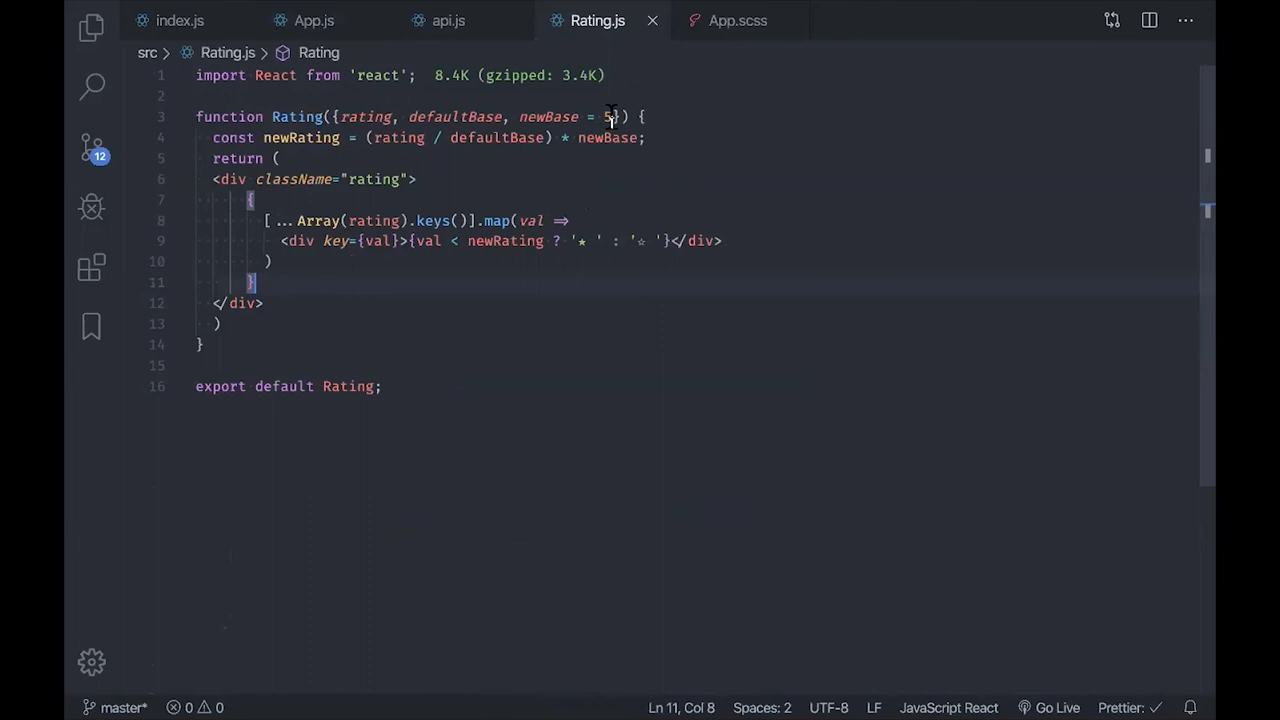 index.js App.js api.js Rating.js App.scss
src Rating.js Rating
1 import React from 'react'; 8.4K (gzipped: 3.4K)
2
3 function Rating({rating, defaultBase, newBase = 5}) {
4 const newRating = (rating / defaultBase) * newBase;
5 return (
6 <div className="rating">
7 {
8 [...Array(rating).keys()].map(val =>
9 <div key={val}>{val < newRating ? '★ ' : '☆ '}</div>
10 )
11 }
12 </div>
13 )
14 }
15
16 export default Rating;
12
master* 0 0 Ln 11, Col 8 Spaces: 2 UTF-8 LF JavaScript React Go Live Prettier: ✓